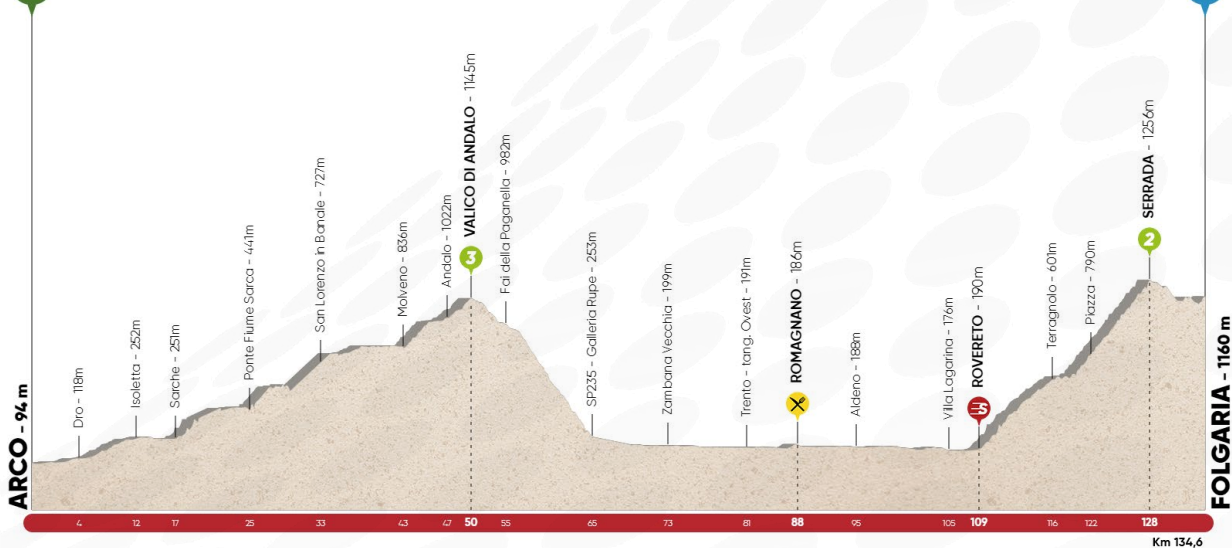 ARCO - 94 m
Dro - 118m
Isoletta - 252m
Sarche - 251m
Ponte Fiume Sarca - 441m
San Lorenzo in Banale - 727m
Molveno - 836m
Andalo - 1022m
VALICO DI ANDALO - 1145m
3
Fai della Paganella - 982m
SP235 - Galleria Rupe - 253m
Zambana Vecchia - 199m
Trento - tang. Ovest - 191m
ROMAGNANO - 186m
Aldeno - 188m
Villa Lagarina - 176m
ROVERETO - 190m
Terragnolo - 601m
Piazza - 790m
SERRADA - 1256m
2
FOLGARIA - 1160 m
4 12 17 25 33 43 47 50 55 65 73 81 88 95 105 109 116 122 128
Km 134,6